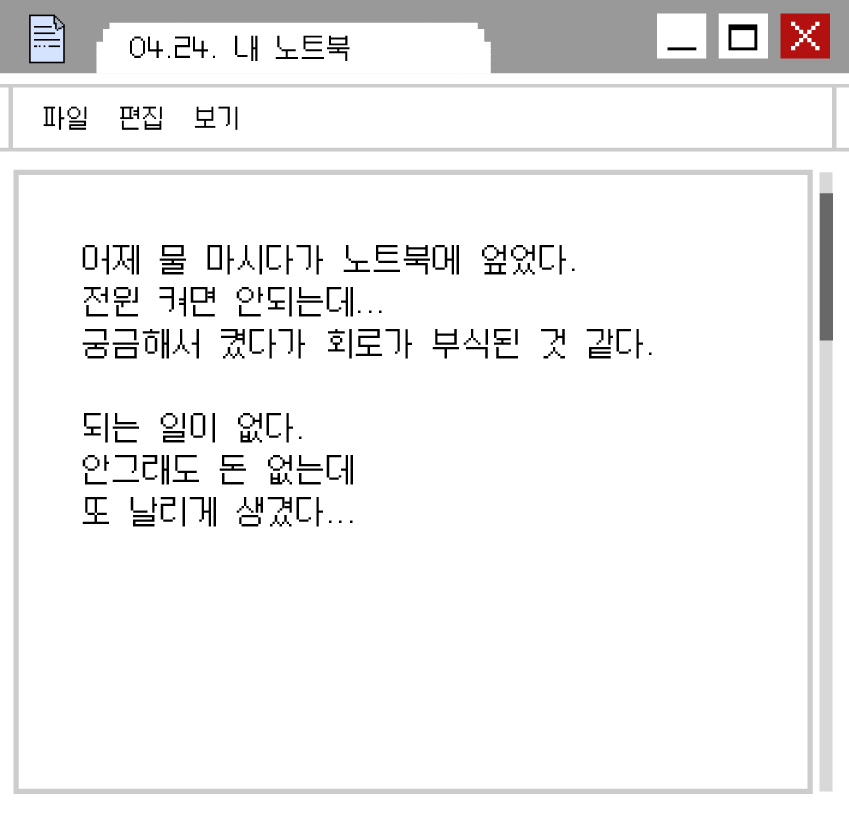 04.24. 내 노트북
파일 편집 보기
어제 물 마시다가 노트북에 엎었다.
전원 켜면 안되는데...
궁금해서 켰다가 회로가 부식된 것 같다.
되는 일이 없다.
안그래도 돈 없는데
또 날리게 생겼다...